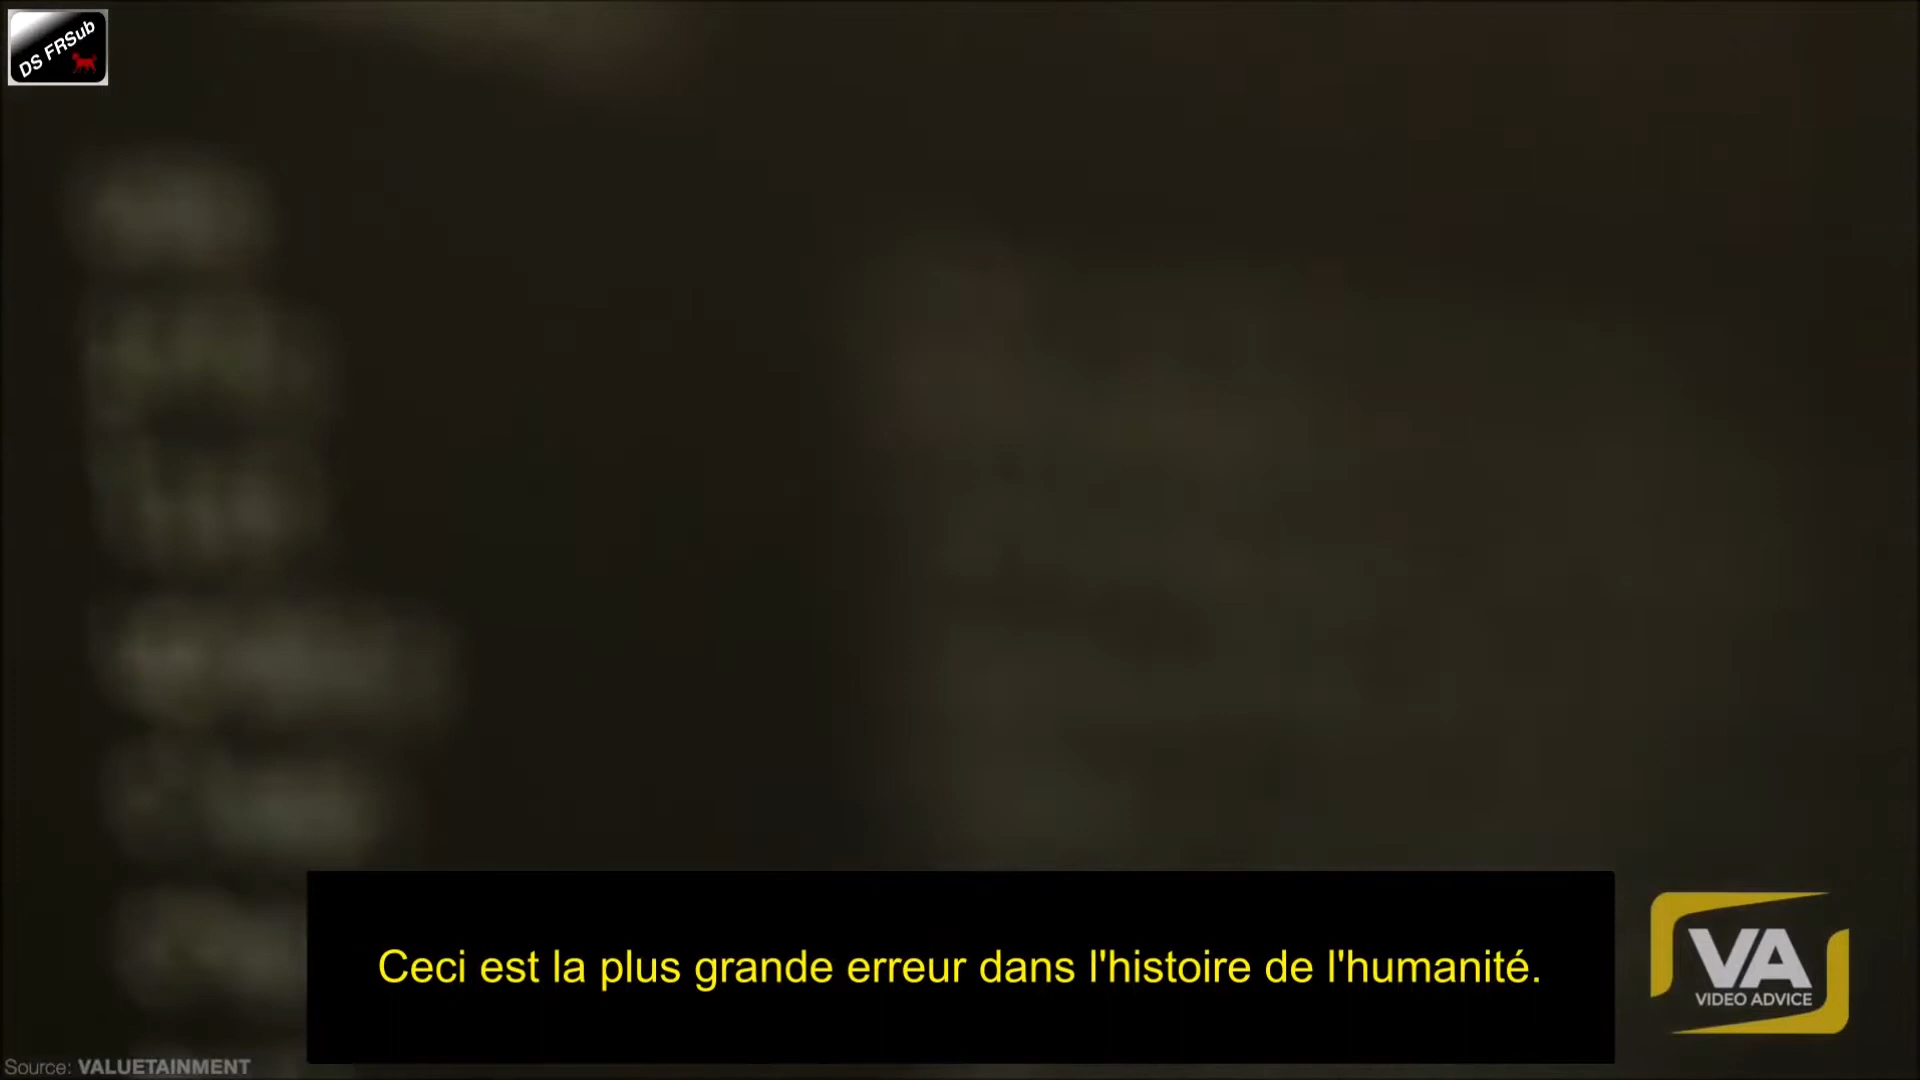 DS FRSub
Ceci est la plus grande erreur dans l'histoire de l'humanité.
VA
VIDEO ADVICE
Source: VALUETAINMENT